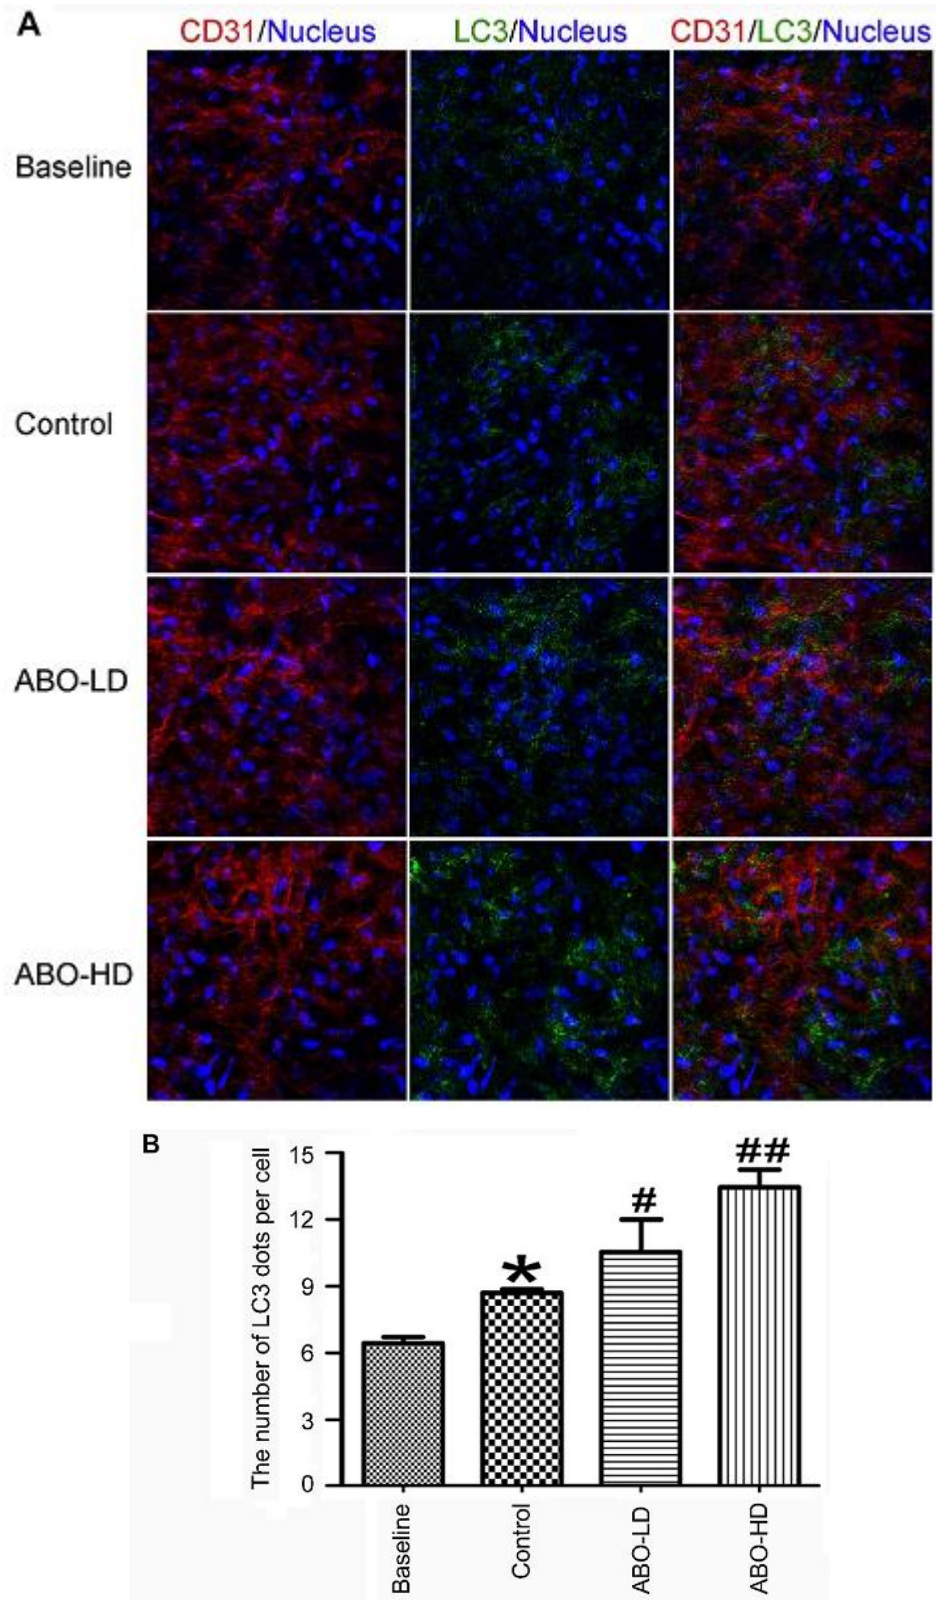 A
CD31/Nucleus LC3/Nucleus CD31/LC3/Nucleus
Baseline
Control
ABO-LD
ABO-HD
B
The number of LC3 dots per cell
15
12
9
6
3
0
*
#
##
Baseline
Control
ABO-LD
ABO-HD